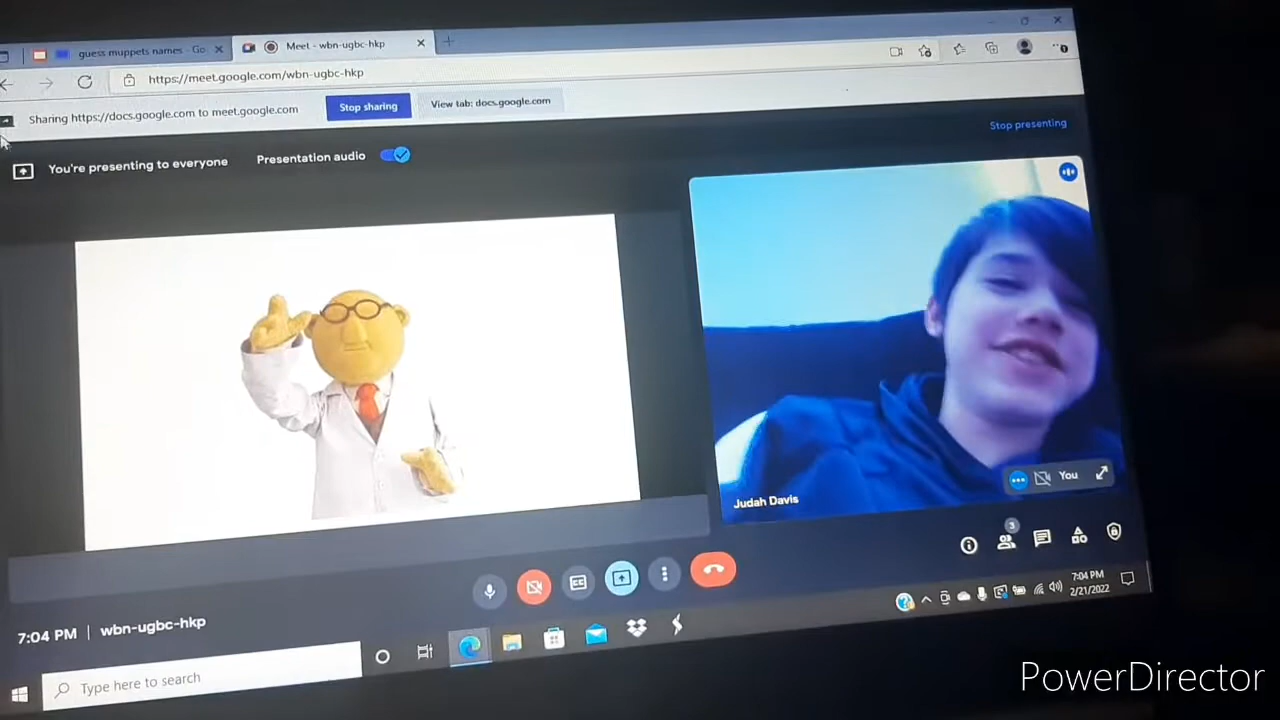 guess muppets names - Go
Meet - wbn-ugbc-hkp
https://meet.google.com/wbn-ugbc-hkp
Sharing https://docs.google.com to meet.google.com
Stop sharing
View tab: docs.google.com
You're presenting to everyone
Presentation audio
Stop presenting
Judah Davis
You
3
CC
7:04 PM | wbn-ugbc-hkp
7:04 PM
2/21/2022
Type here to search
PowerDirector